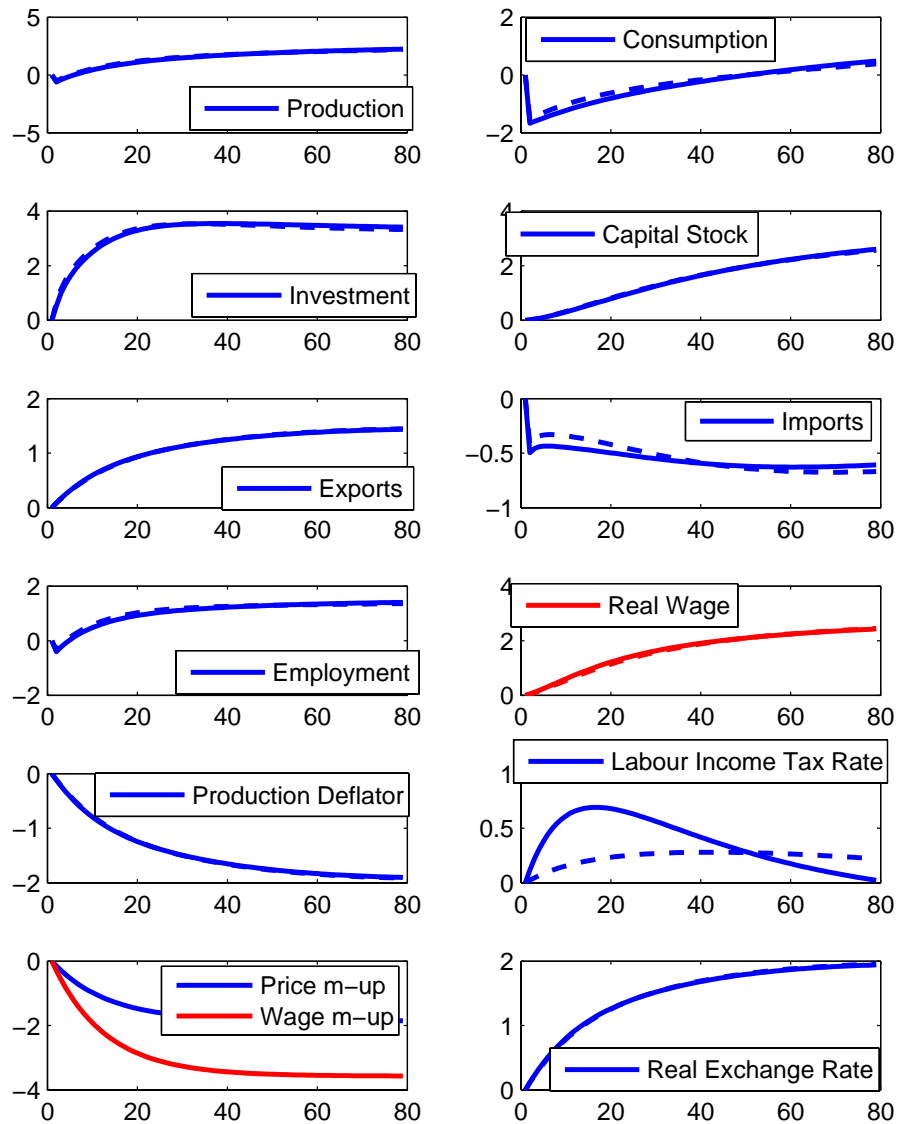 5
0
−5
Production
0 20 40 60 80
2
0
−2
Consumption
0 20 40 60 80
4
2
0
Investment
0 20 40 60 80
4
2
0
Capital Stock
0 20 40 60 80
2
1
0
Exports
0 20 40 60 80
0
−0.5
−1
Imports
0 20 40 60 80
2
0
−2
Employment
0 20 40 60 80
4
2
0
Real Wage
0 20 40 60 80
0
−1
−2
Production Deflator
0 20 40 60 80
1
0.5
0
Labour Income Tax Rate
0 20 40 60 80
0
−2
−4
Price m−up
Wage m−up
0 20 40 60 80
2
1
0
Real Exchange Rate
0 20 40 60 80